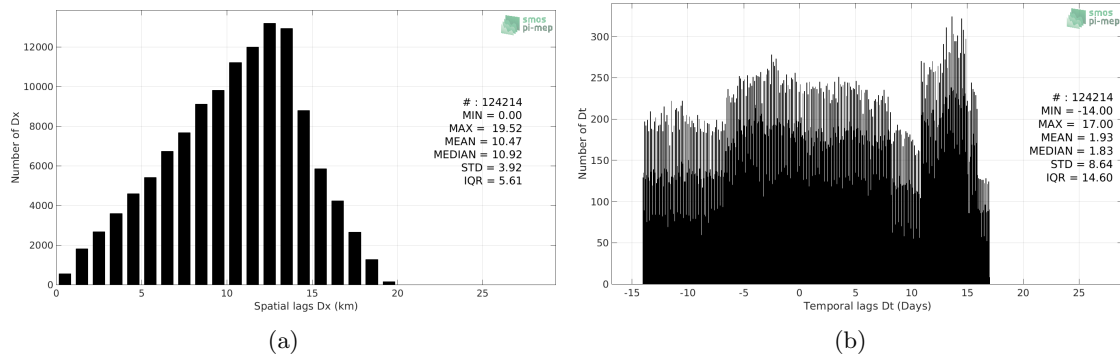 smos
pi-mep
12000
10000
8000
6000
4000
2000
0
Number of Dx
# : 124214
MIN = 0.00
MAX = 19.52
MEAN = 10.47
MEDIAN = 10.92
STD = 3.92
IQR = 5.61
0 5 10 15 20 25
Spatial lags Dx (km)
(a)
smos
pi-mep
300
250
200
150
100
50
0
Number of Dt
# : 124214
MIN = -14.00
MAX = 17.00
MEAN = 1.93
MEDIAN = 1.83
STD = 8.64
IQR = 14.60
-15 -10 -5 0 5 10 15 20 25
Temporal lags Dt (Days)
(b)